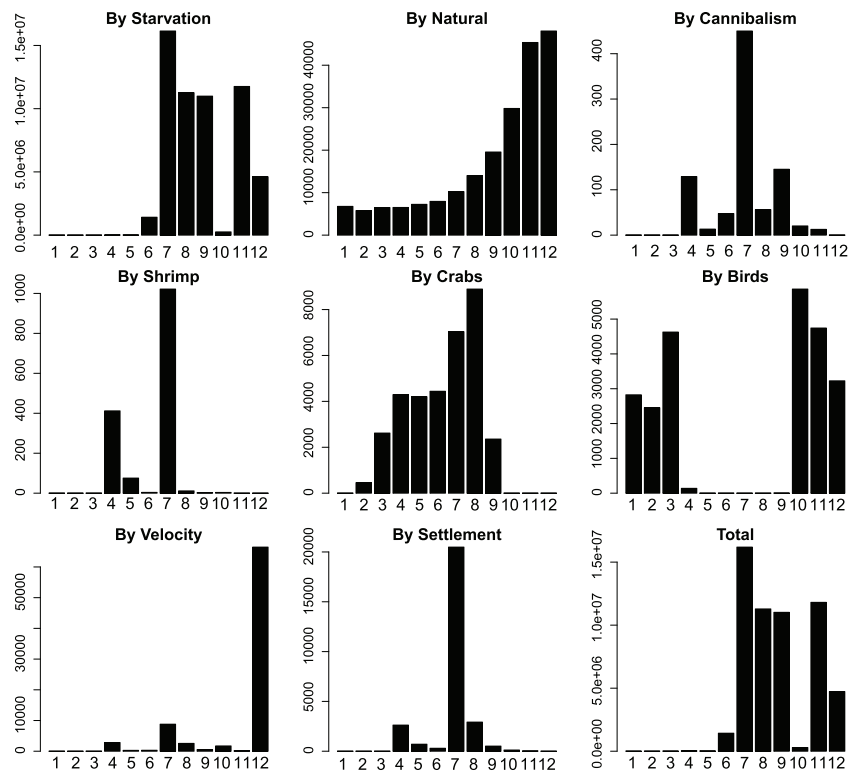 By Starvation By Natural By Cannibalism
0.0e+00 5.0e+06 1.0e+07 1.5e+07
1 2 3 4 5 6 7 8 9 10 11 12
0 10000 20000 30000 40000
1 2 3 4 5 6 7 8 9 10 11 12
0 100 200 300 400
1 2 3 4 5 6 7 8 9 10 11 12
By Shrimp By Crabs By Birds
0 200 400 600 800 1000
1 2 3 4 5 6 7 8 9 10 11 12
0 2000 4000 6000 8000
1 2 3 4 5 6 7 8 9 10 11 12
0 1000 2000 3000 4000 5000
1 2 3 4 5 6 7 8 9 10 11 12
By Velocity By Settlement Total
0 10000 30000 50000
1 2 3 4 5 6 7 8 9 10 11 12
0 5000 10000 15000 20000
1 2 3 4 5 6 7 8 9 10 11 12
0.0e+00 5.0e+06 1.0e+07 1.5e+07
1 2 3 4 5 6 7 8 9 10 11 12